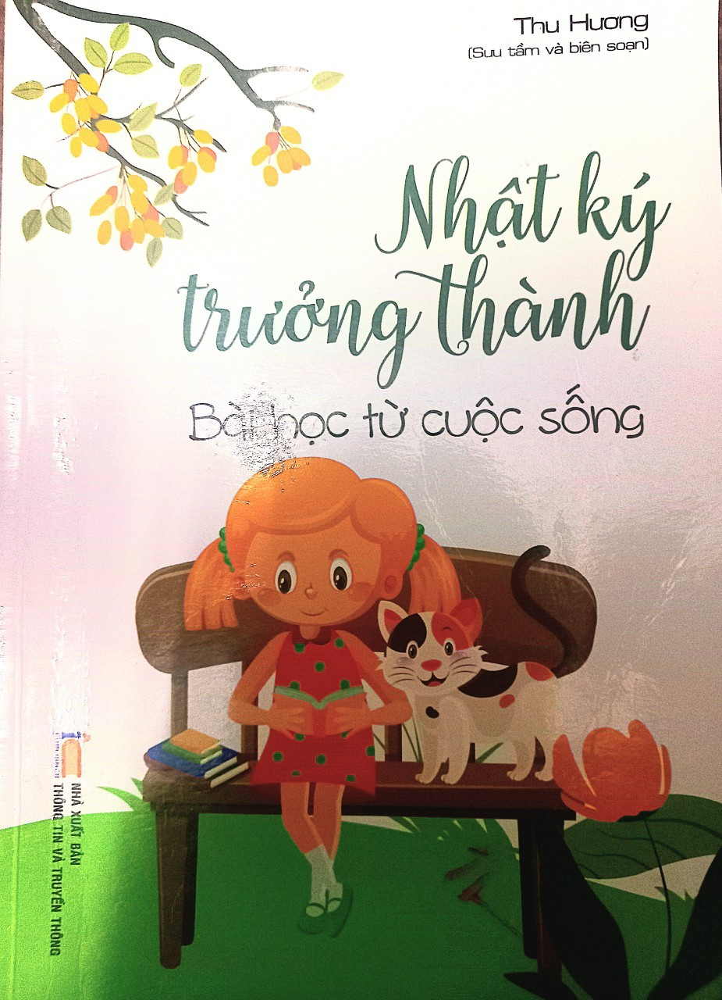 Thu Hương
(Sưu tầm và biên soạn)
Nhật ký
trưởng thành
Bài học từ cuộc sống
NHÀ XUẤT BẢN
THÔNG TIN VÀ TRUYỀN THÔNG